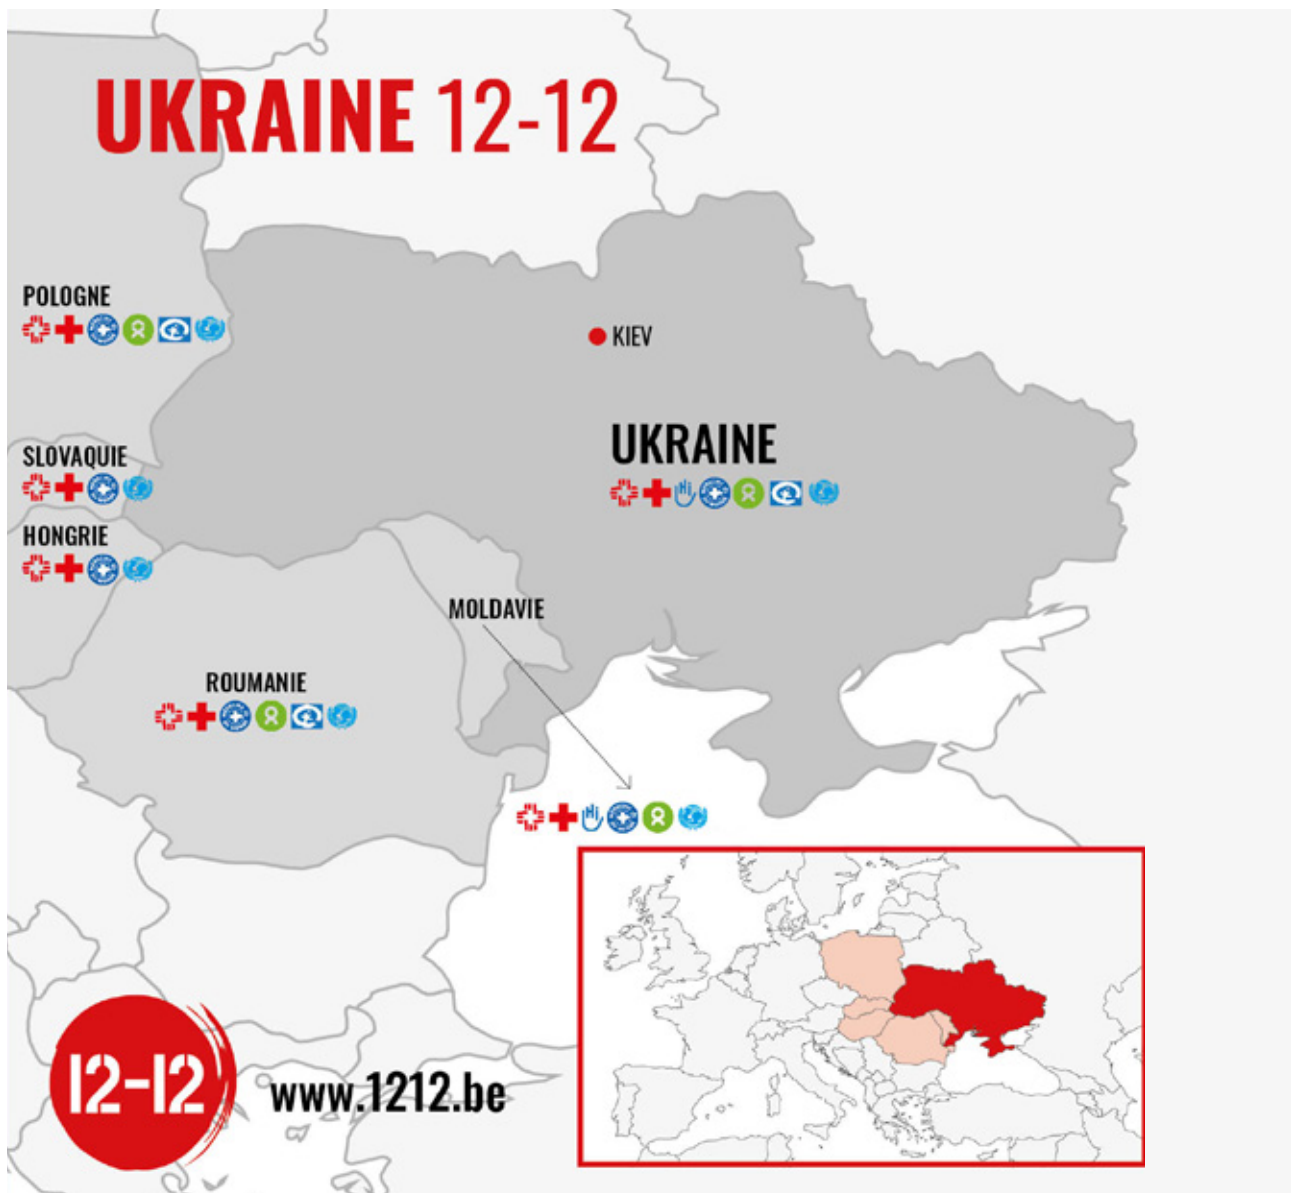 UKRAINE 12-12
POLOGNE
KIEV
UKRAINE
SLOVAQUIE
HONGRIE
MOLDAVIE
ROUMANIE
12-12
www.1212.be